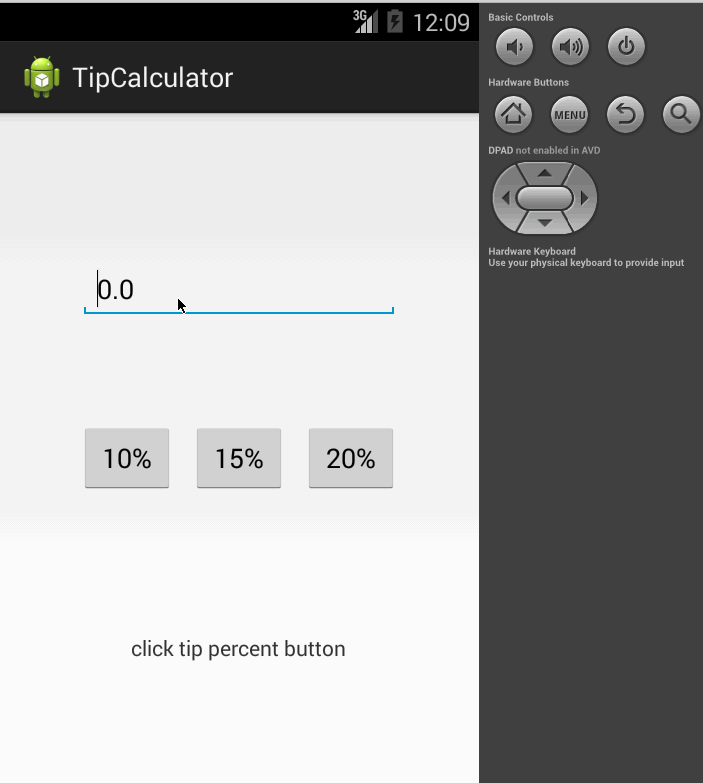 3G 12:09
TipCalculator
0.0
10% 15% 20%
click tip percent button
Basic Controls
Hardware Buttons
MENU
DPAD not enabled in AVD
Hardware Keyboard
Use your physical keyboard to provide input